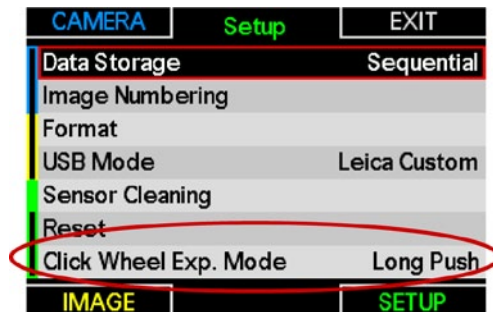 CAMERA Setup EXIT
Data Storage Sequential
Image Numbering
Format
USB Mode Leica Custom
Sensor Cleaning
Reset
Click Wheel Exp. Mode Long Push
IMAGE SETUP